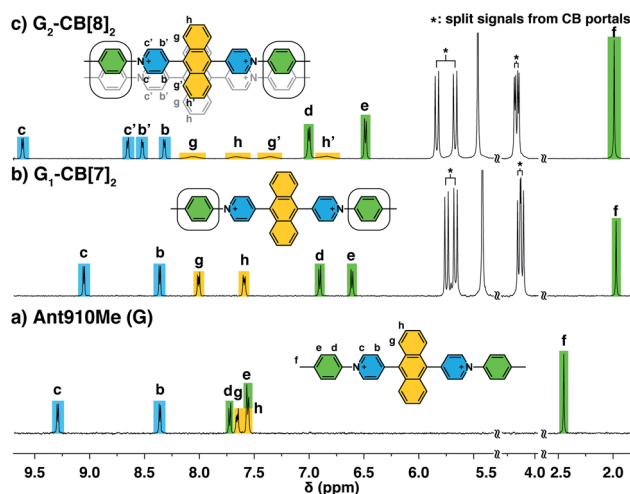 c) G₂-CB[8]₂
*: split signals from CB portals
h
g
c' b' N + + N
c b
c' b' g h'
h
c c' b' b g h g' h' d e * * f
b) G₁-CB[7]₂
N + + N
c b g h d e * * f
a) Ant910Me (G)
h
g
e d c b
f N + + N
c b d g e h f
9.5 9.0 8.5 8.0 7.5 7.0 6.5 6.0 5.5 4.0 2.5 2.0
δ (ppm)